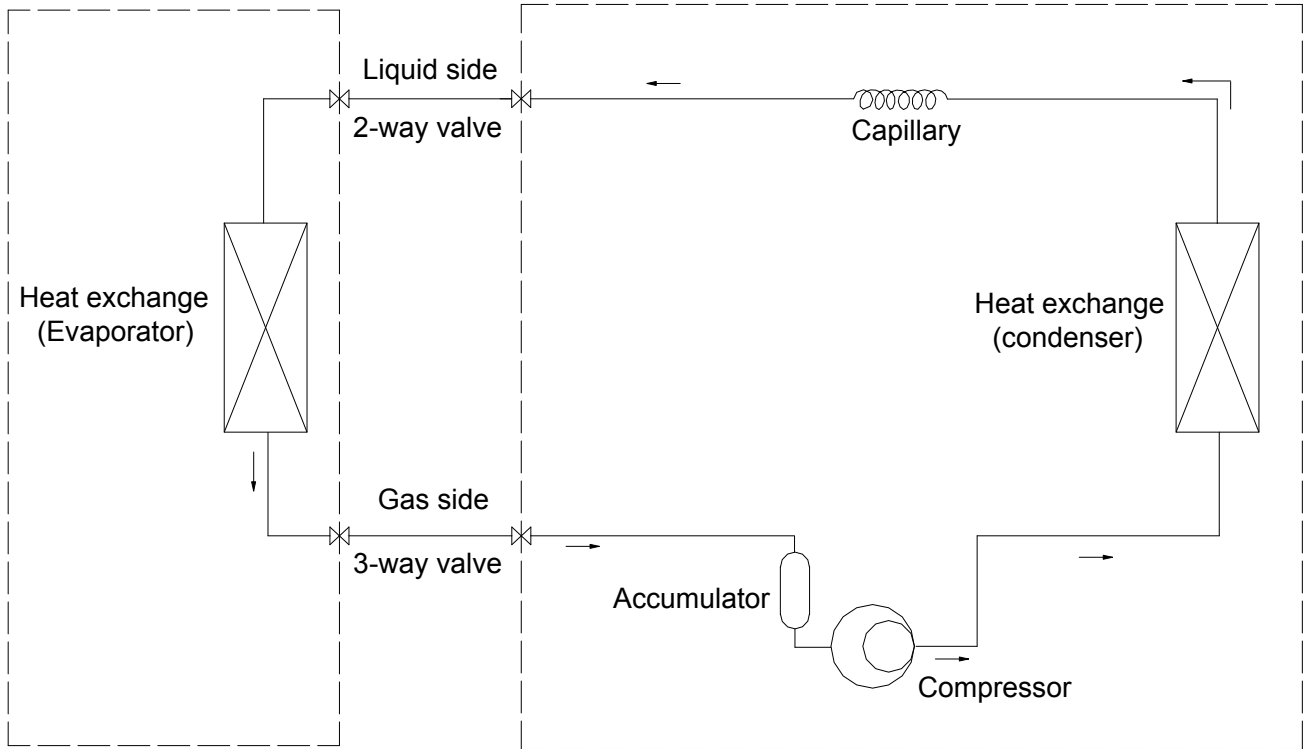 Liquid side
2-way valve
Capillary
Heat exchange
(Evaporator)
Heat exchange
(condenser)
Gas side
3-way valve
Accumulator
Compressor